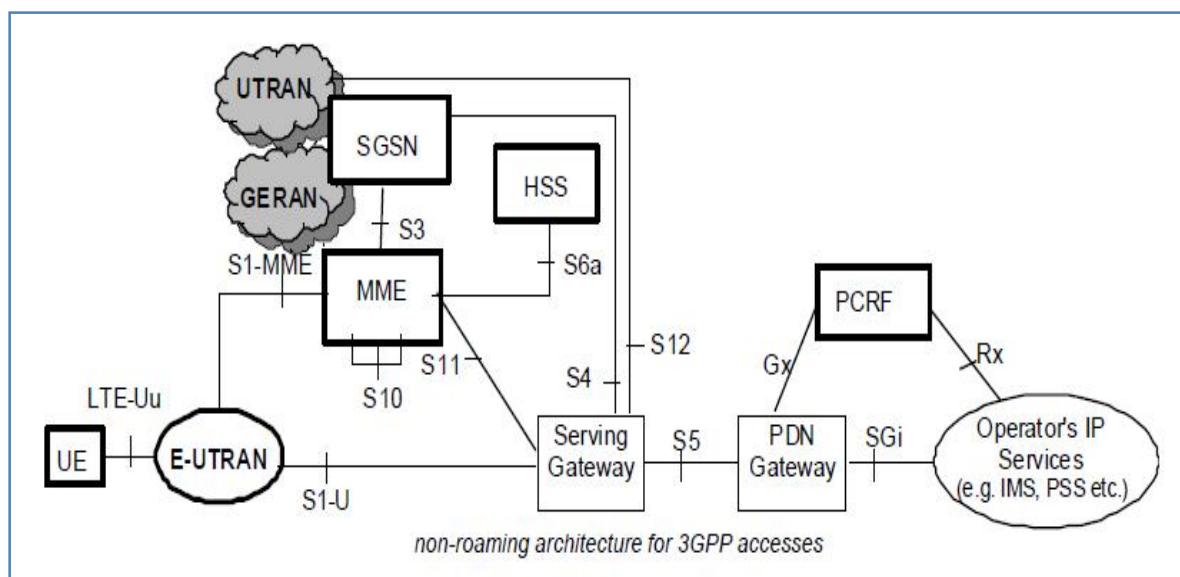 UTRAN
SGSN
HSS
GERAN
S3
S1-MME
S6a
MME
PCRF
S11
S12
Gx
Rx
S10
S4
LTE-Uu
UE
E-UTRAN
S1-U
Serving
Gateway
S5
PDN
Gateway
SGi
Operator's IP
Services
(e.g. IMS, PSS etc.)
non-roaming architecture for 3GPP accesses